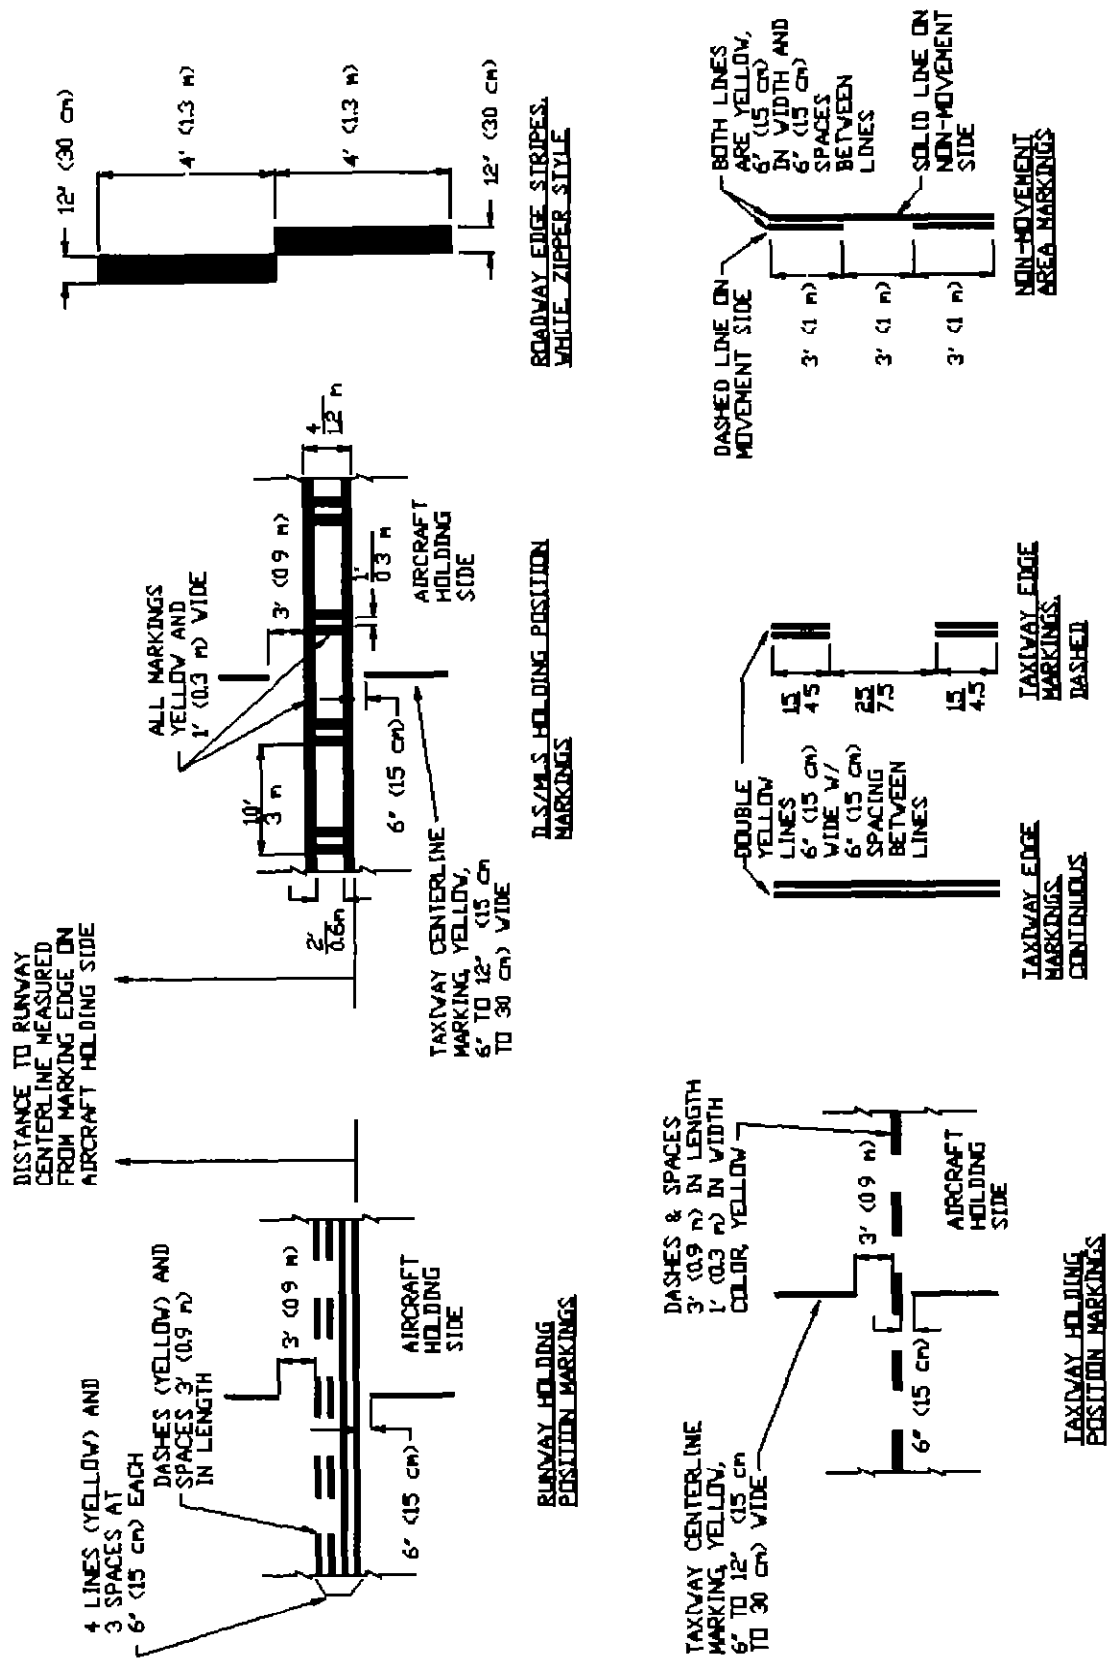 DISTANCE TO RUNWAY
CENTERLINE MEASURED
FROM MARKING EDGE ON
AIRCRAFT HOLDING SIDE
4 LINES (YELLOW) AND
3 SPACES AT
6" (15 cm) EACH
DASHES (YELLOW) AND
SPACES 3' (0.9 m)
IN LENGTH
3' (0.9 m)
6" (15 cm)
AIRCRAFT
HOLDING
SIDE
RUNWAY HOLDING
POSITION MARKINGS
ALL MARKINGS
YELLOW AND
1' (0.3 m) WIDE
3' (0.9 m)
4
1.2 m
10'
3 m
2'
0.6m
1'
0.3 m
6" (15 cm)
AIRCRAFT
HOLDING
SIDE
TAXIWAY CENTERLINE
MARKING, YELLOW,
6" TO 12" (15 cm
TO 30 cm) WIDE
ILS/MLS HOLDING POSITION
MARKINGS
12" (30 cm)
4' (1.3 m)
4' (1.3 m)
12" (30 cm)
ROADWAY EDGE STRIPES,
WHITE ZIPPER STYLE
TAXIWAY CENTERLINE
MARKING, YELLOW,
6" TO 12" (15 cm
TO 30 cm) WIDE
DASHES & SPACES
3' (0.9 m) IN LENGTH
1' (0.3 m) IN WIDTH
COLOR, YELLOW
3' (0.9 m)
6" (15 cm)
AIRCRAFT
HOLDING
SIDE
TAXIWAY HOLDING
POSITION MARKINGS
DOUBLE
YELLOW
LINES
6" (15 cm)
WIDE W/
6" (15 cm)
SPACING
BETWEEN
LINES
TAXIWAY EDGE
MARKINGS,
CONTINUOUS
15
4.5
25
7.5
15
4.5
TAXIWAY EDGE
MARKINGS,
DASHED
DASHED LINE ON
MOVEMENT SIDE
BOTH LINES
ARE YELLOW,
6" (15 cm)
IN WIDTH AND
6" (15 cm)
SPACES
BETWEEN
LINES
SOLID LINE ON
NON-MOVEMENT
SIDE
3' (1 m)
3' (1 m)
3' (1 m)
NON-MOVEMENT
AREA MARKINGS